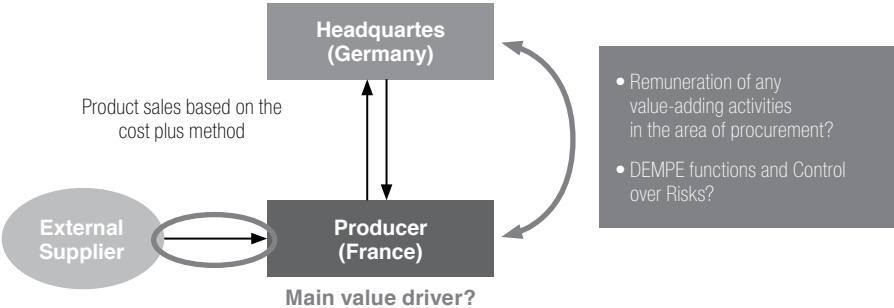 Headquartes
(Germany)
Product sales based on the
cost plus method
• Remuneration of any
value-adding activities
in the area of procurement?
• DEMPE functions and Control
over Risks?
External
Supplier
Producer
(France)
Main value driver?